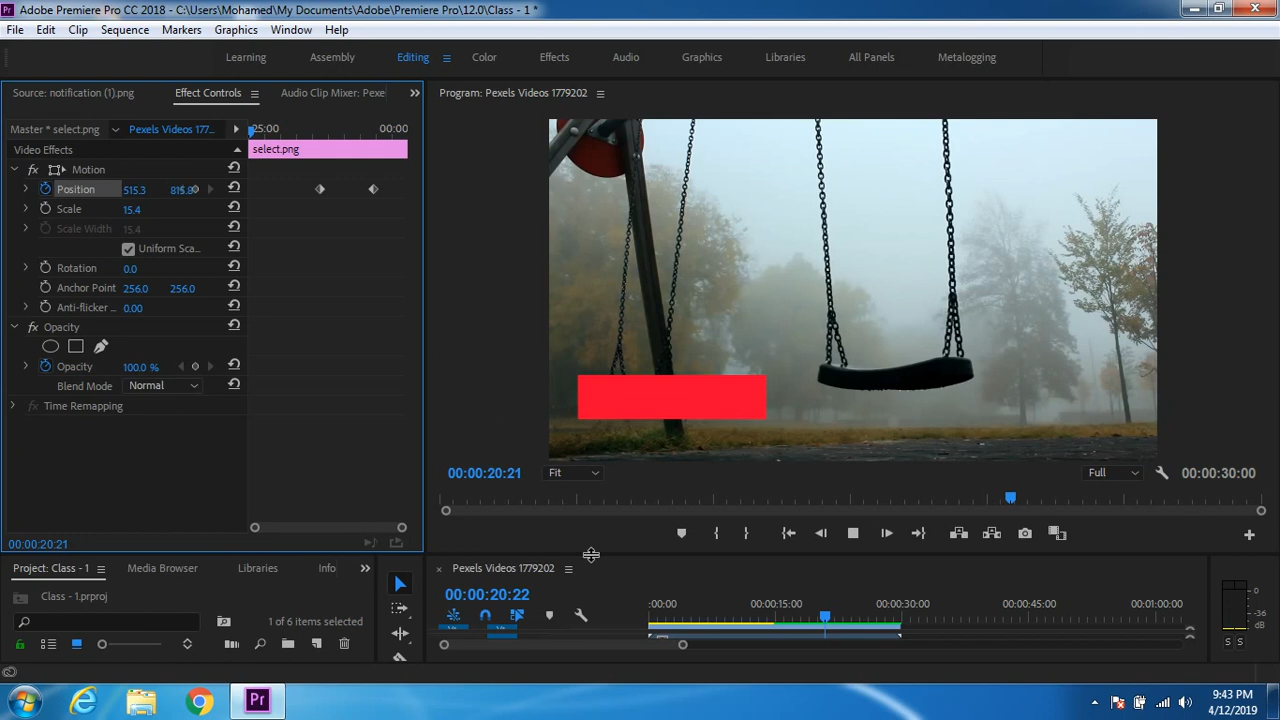 Adobe Premiere Pro CC 2018 - C:\Users\Mohamed\My Documents\Adobe\Premiere Pro\12.0\Class - 1 *
File Edit Clip Sequence Markers Graphics Window Help
Learning Assembly Editing Color Effects Audio Graphics Libraries All Panels Metalogging
Source: notification (1).png Effect Controls Audio Clip Mixer: Pexe
Program: Pexels Videos 1779202
Master * select.png Pexels Videos 177... 25:00 00:00
Video Effects select.png
fx Motion
Position 515.3
Scale 15.4
Scale Width 15.4
Uniform Sca...
Rotation 0.0
Anchor Point 256.0 256.0
Anti-flicker ... 0.00
fx Opacity
Opacity 100.0 %
Blend Mode Normal
fx Time Remapping
00:00:20:21
00:00:20:21 Fit Full 00:00:30:00
Project: Class - 1 Media Browser Libraries Info
Class - 1.prproj
1 of 6 items selected
Pexels Videos 1779202
00:00:20:22
:00:00 00:00:15:00 00:00:30:00 00:00:45:00 00:01:00:00
0
-36
dB
S S
Pr
9:43 PM
4/12/2019